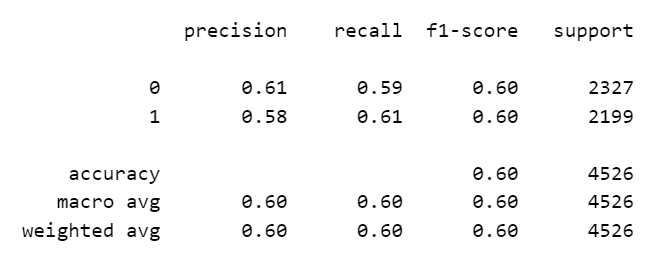 precision recall f1-score support
0 0.61 0.59 0.60 2327
1 0.58 0.61 0.60 2199
accuracy 0.60 4526
macro avg 0.60 0.60 0.60 4526
weighted avg 0.60 0.60 0.60 4526